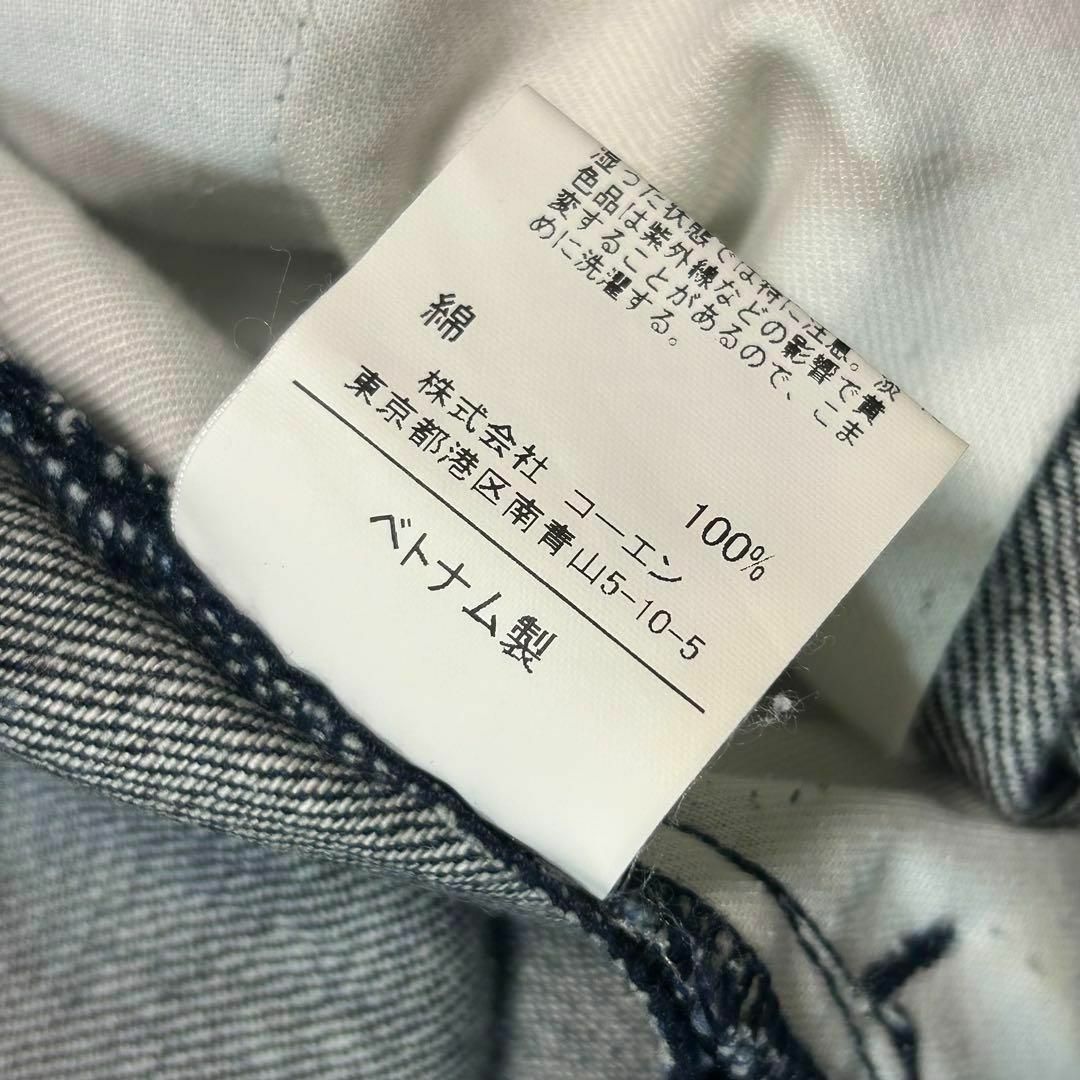 湿った状態では特に注意。淡
色品は紫外線などの影響で黄
変することがあるので、こま
めに洗濯する。
綿 100%
株式会社 コーエン
東京都港区南青山5-10-5
ベトナム製